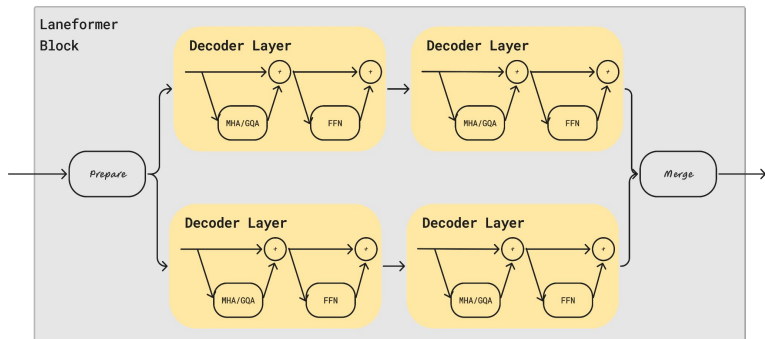 Laneformer
Block
Decoder Layer
+
+
MHA/GQA
FFN
Decoder Layer
+
+
MHA/GQA
FFN
Prepare
Merge
Decoder Layer
+
+
MHA/GQA
FFN
Decoder Layer
+
+
MHA/GQA
FFN